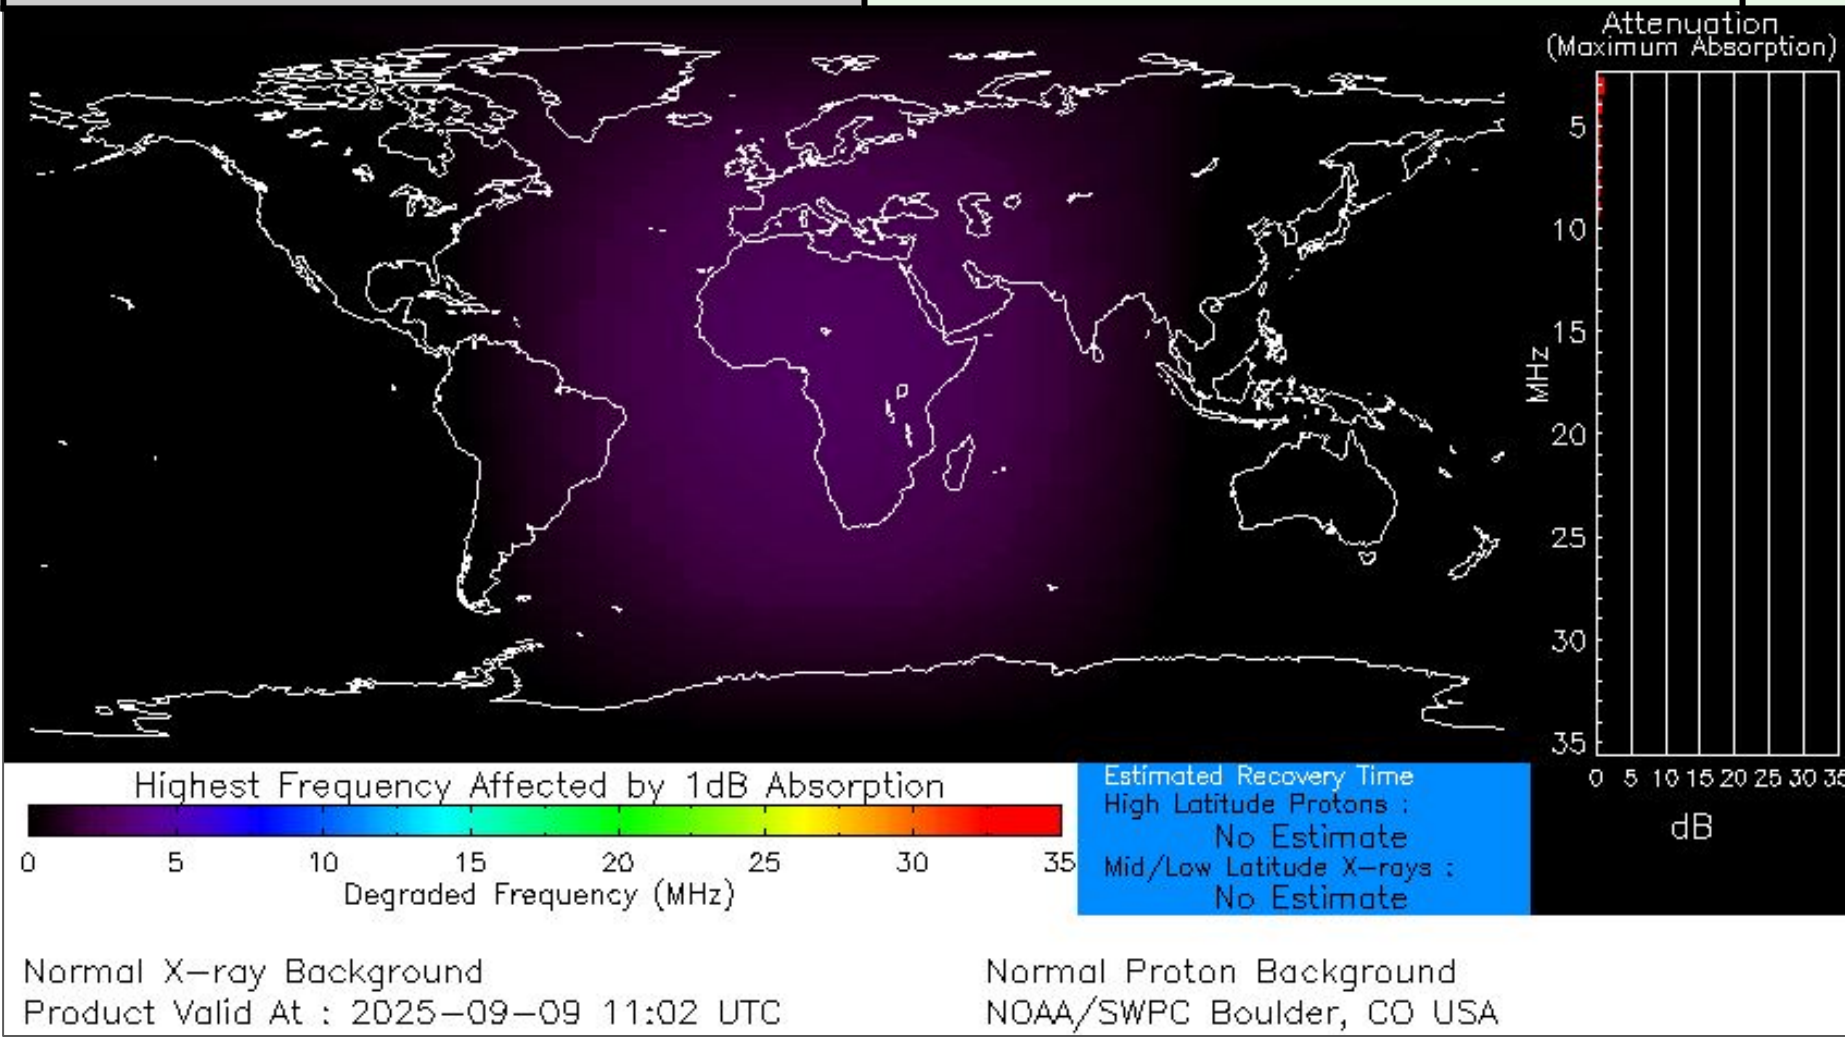 Attenuation
(Maximum Absorption)
5
10
15
20
25
30
35
MHz
0 5 10 15 20 25 30 35
dB
Highest Frequency Affected by 1dB Absorption
0 5 10 15 20 25 30 35
Degraded Frequency (MHz)
Estimated Recovery Time
High Latitude Protons :
No Estimate
Mid/Low Latitude X-rays :
No Estimate
Normal X-ray Background
Product Valid At : 2025-09-09 11:02 UTC
Normal Proton Background
NOAA/SWPC Boulder, CO USA